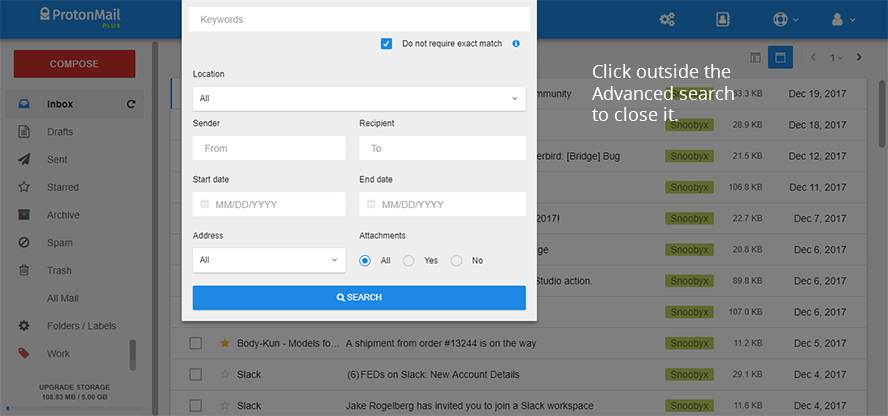 ProtonMail
PLUS
COMPOSE
Inbox
Drafts
Sent
Starred
Archive
Spam
Trash
All Mail
Folders / Labels
Work
UPGRADE STORAGE
108.83 MB / 5.00 GB
Keywords
Do not require exact match
Location
All
Sender
Recipient
From
To
Start date
End date
MM/DD/YYYY
MM/DD/YYYY
Address
Attachments
All
All
Yes
No
SEARCH
Click outside the
Advanced search
to close it.
1
mmunity Snoobyx 53.3 KB Dec 19, 2017
Snoobyx 28.9 KB Dec 18, 2017
erbird: [Bridge] Bug Snoobyx 21.5 KB Dec 12, 2017
Snoobyx 106.8 KB Dec 11, 2017
2017! Snoobyx 22.7 KB Dec 7, 2017
ge Snoobyx 20.8 KB Dec 6, 2017
Studio action. Snoobyx 89.8 KB Dec 6, 2017
Snoobyx 107.0 KB Dec 6, 2017
Body-Kun - Models fo... A shipment from order #13244 is on the way Snoobyx 11.2 KB Dec 5, 2017
Slack (6) FEDs on Slack: New Account Details Snoobyx 29.1 KB Dec 4, 2017
Slack Jake Rogelberg has invited you to join a Slack workspace Snoobyx 31.6 KB Dec 4, 2017